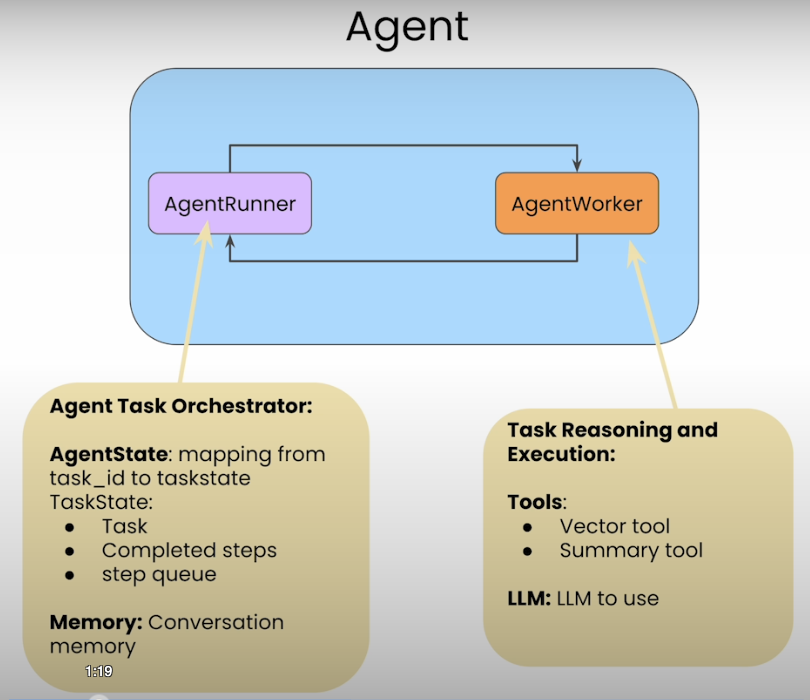 Agent
AgentRunner
AgentWorker
Agent Task Orchestrator:
AgentState: mapping from
task_id to taskstate
TaskState:
● Task
● Completed steps
● step queue
Memory: Conversation
memory
1:19
Task Reasoning and
Execution:
Tools:
● Vector tool
● Summary tool
LLM: LLM to use